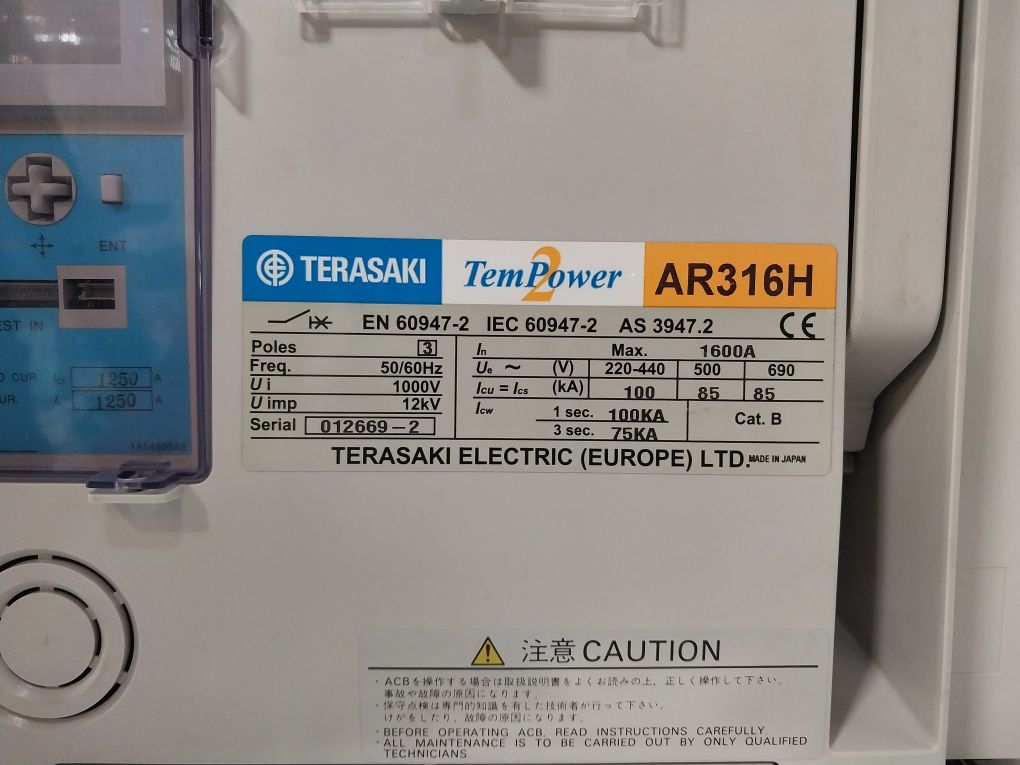 ENT
EST IN
D CUR. Ict 1250 A
UR. 1250 A
TERASAKI TemPower 2 AR316H
EN 60947-2 IEC 60947-2 AS 3947.2 CE
Poles 3
Freq. 50/60Hz
U i 1000V
U imp 12kV
Serial 012669-2
In Max. 1600A
Ue ~ (V) 220-440 500 690
Icu = Ics (kA) 100 85 85
Icw 1 sec. 100KA Cat. B
3 sec. 75KA
TERASAKI ELECTRIC (EUROPE) LTD. MADE IN JAPAN
注意 CAUTION
・ACBを操作する場合は取扱説明書をよくお読みの上、正しく操作して下さい。
事故や故障の原因になります。
・保守点検は専門的知識を有した技術者が行って下さい。
けがをしたり、故障の原因になります。
・BEFORE OPERATING ACB, READ INSTRUCTIONS CAREFULLY.
・ALL MAINTENANCE IS TO BE CARRIED OUT BY ONLY QUALIFIED
TECHNICIANS